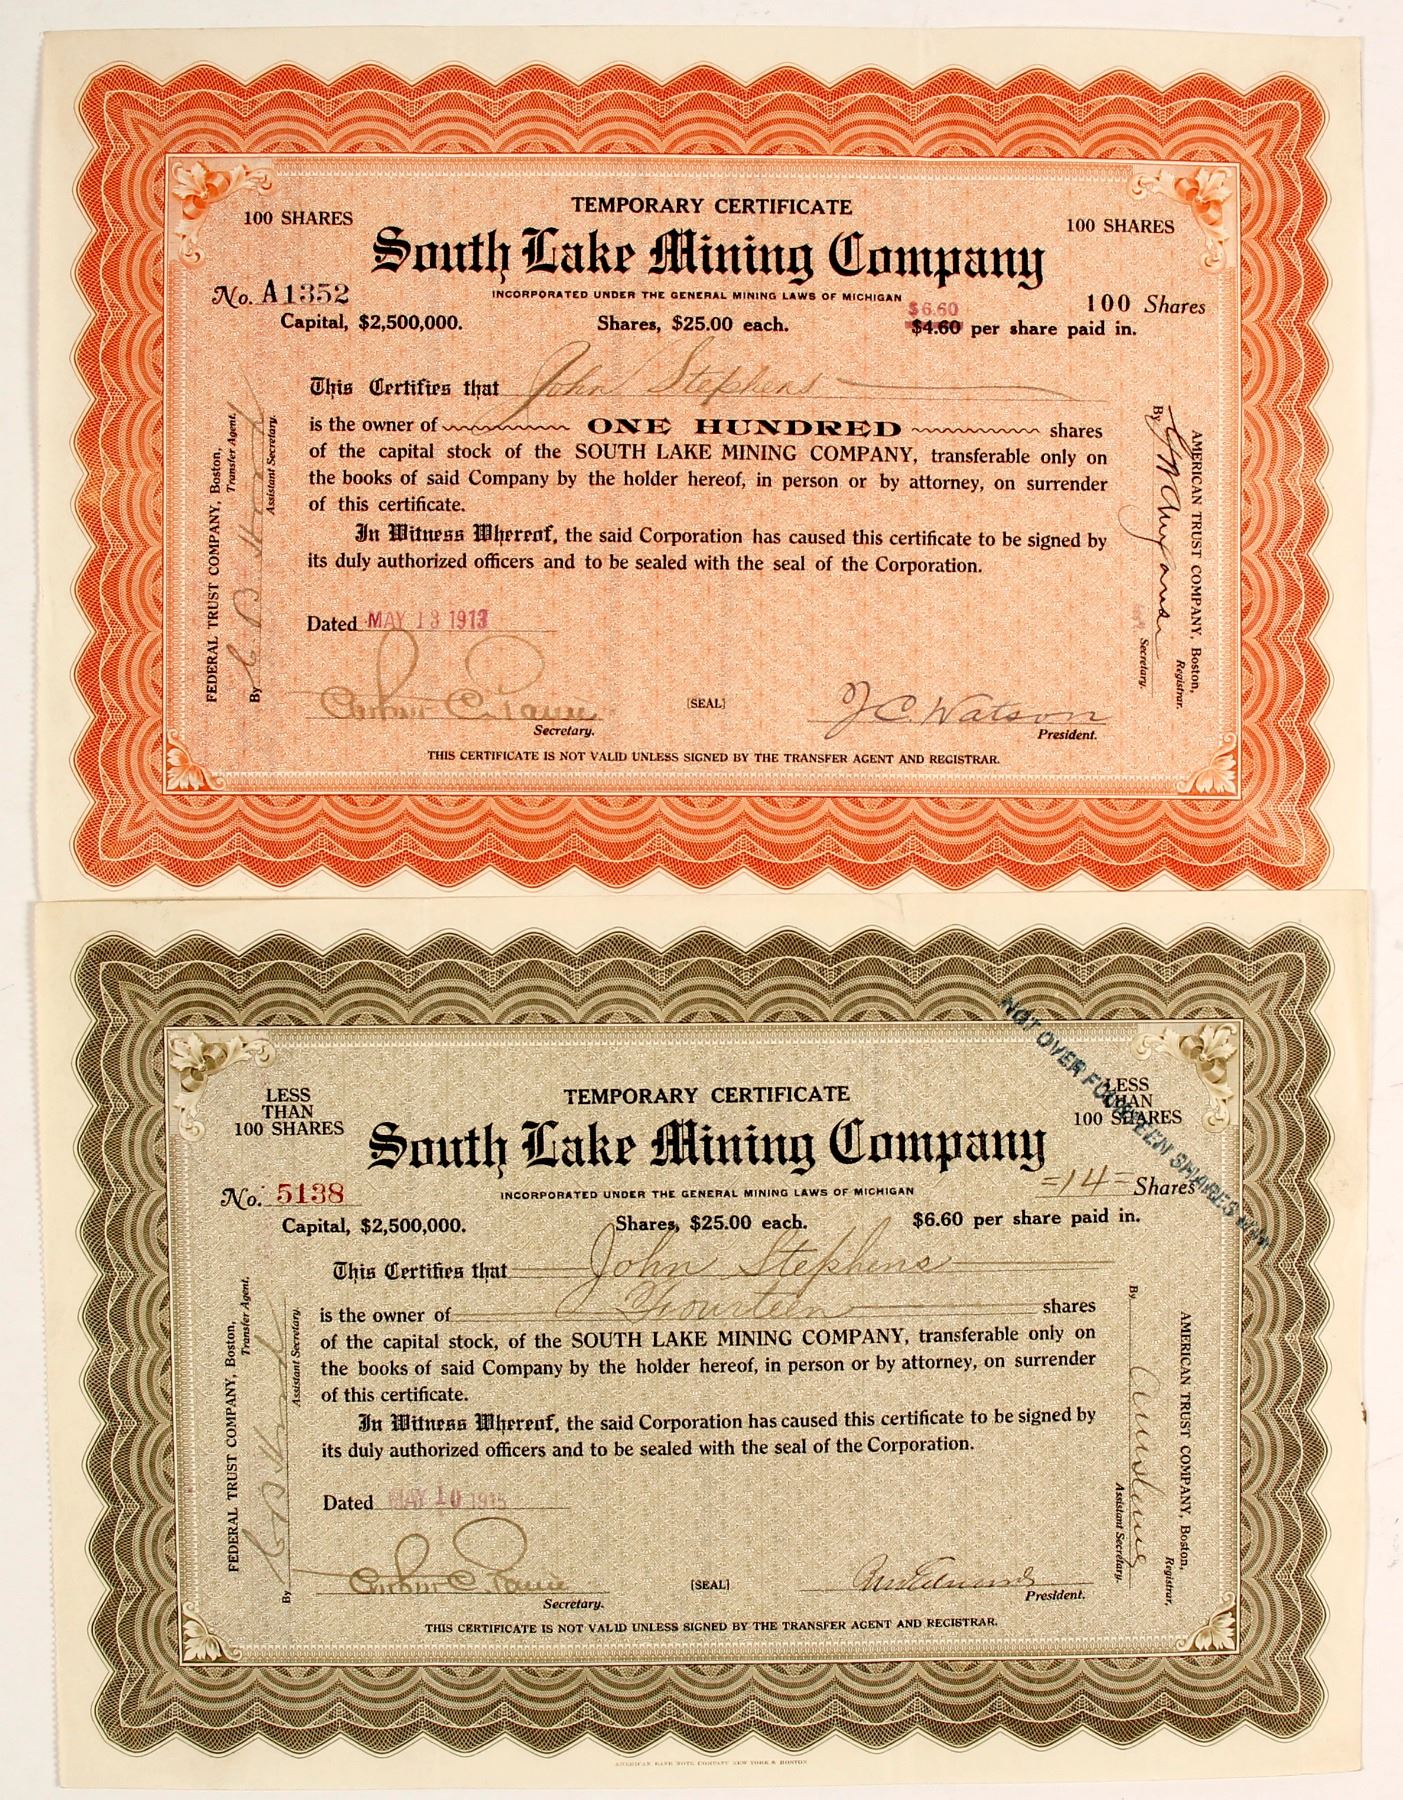 TEMPORARY CERTIFICATE
100 SHARES
100 SHARES
South Lake Mining Company
No. A1352
INCORPORATED UNDER THE GENERAL MINING LAWS OF MICHIGAN
$6.60
100 Shares
Capital, $2,500,000. Shares, $25.00 each. $4.60 per share paid in.
This Certifies that John Stephens
is the owner of ONE HUNDRED shares
of the capital stock of the SOUTH LAKE MINING COMPANY, transferable only on
the books of said Company by the holder hereof, in person or by attorney, on surrender
of this certificate.
In Witness Whereof, the said Corporation has caused this certificate to be signed by
its duly authorized officers and to be sealed with the seal of the Corporation.
Dated MAY 13 1913
[SEAL]
J C. Watson
Secretary.
President.
THIS CERTIFICATE IS NOT VALID UNLESS SIGNED BY THE TRANSFER AGENT AND REGISTRAR.
FEDERAL TRUST COMPANY, Boston,
Transfer Agent.
By
Assistant Secretary.
AMERICAN TRUST COMPANY, Boston,
Registrar.
By
Secretary.
LESS
THAN
100 SHARES
TEMPORARY CERTIFICATE
LESS
THAN
100 SHARES
NOT OVER FOURTEEN SHARES
South Lake Mining Company
No. 5138
INCORPORATED UNDER THE GENERAL MINING LAWS OF MICHIGAN
=14= Shares
Capital, $2,500,000. Shares, $25.00 each. $6.60 per share paid in.
This Certifies that John Stephens
is the owner of Fourteen shares
of the capital stock, of the SOUTH LAKE MINING COMPANY, transferable only on
the books of said Company by the holder hereof, in person or by attorney, on surrender
of this certificate.
In Witness Whereof, the said Corporation has caused this certificate to be signed by
its duly authorized officers and to be sealed with the seal of the Corporation.
Dated MAY 10 1915
[SEAL]
Secretary.
President.
THIS CERTIFICATE IS NOT VALID UNLESS SIGNED BY THE TRANSFER AGENT AND REGISTRAR.
FEDERAL TRUST COMPANY, Boston,
Transfer Agent.
By
Assistant Secretary.
AMERICAN TRUST COMPANY, Boston,
Registrar,
By
Assistant Secretary.
AMERICAN BANK NOTE COMPANY NEW YORK & BOSTON